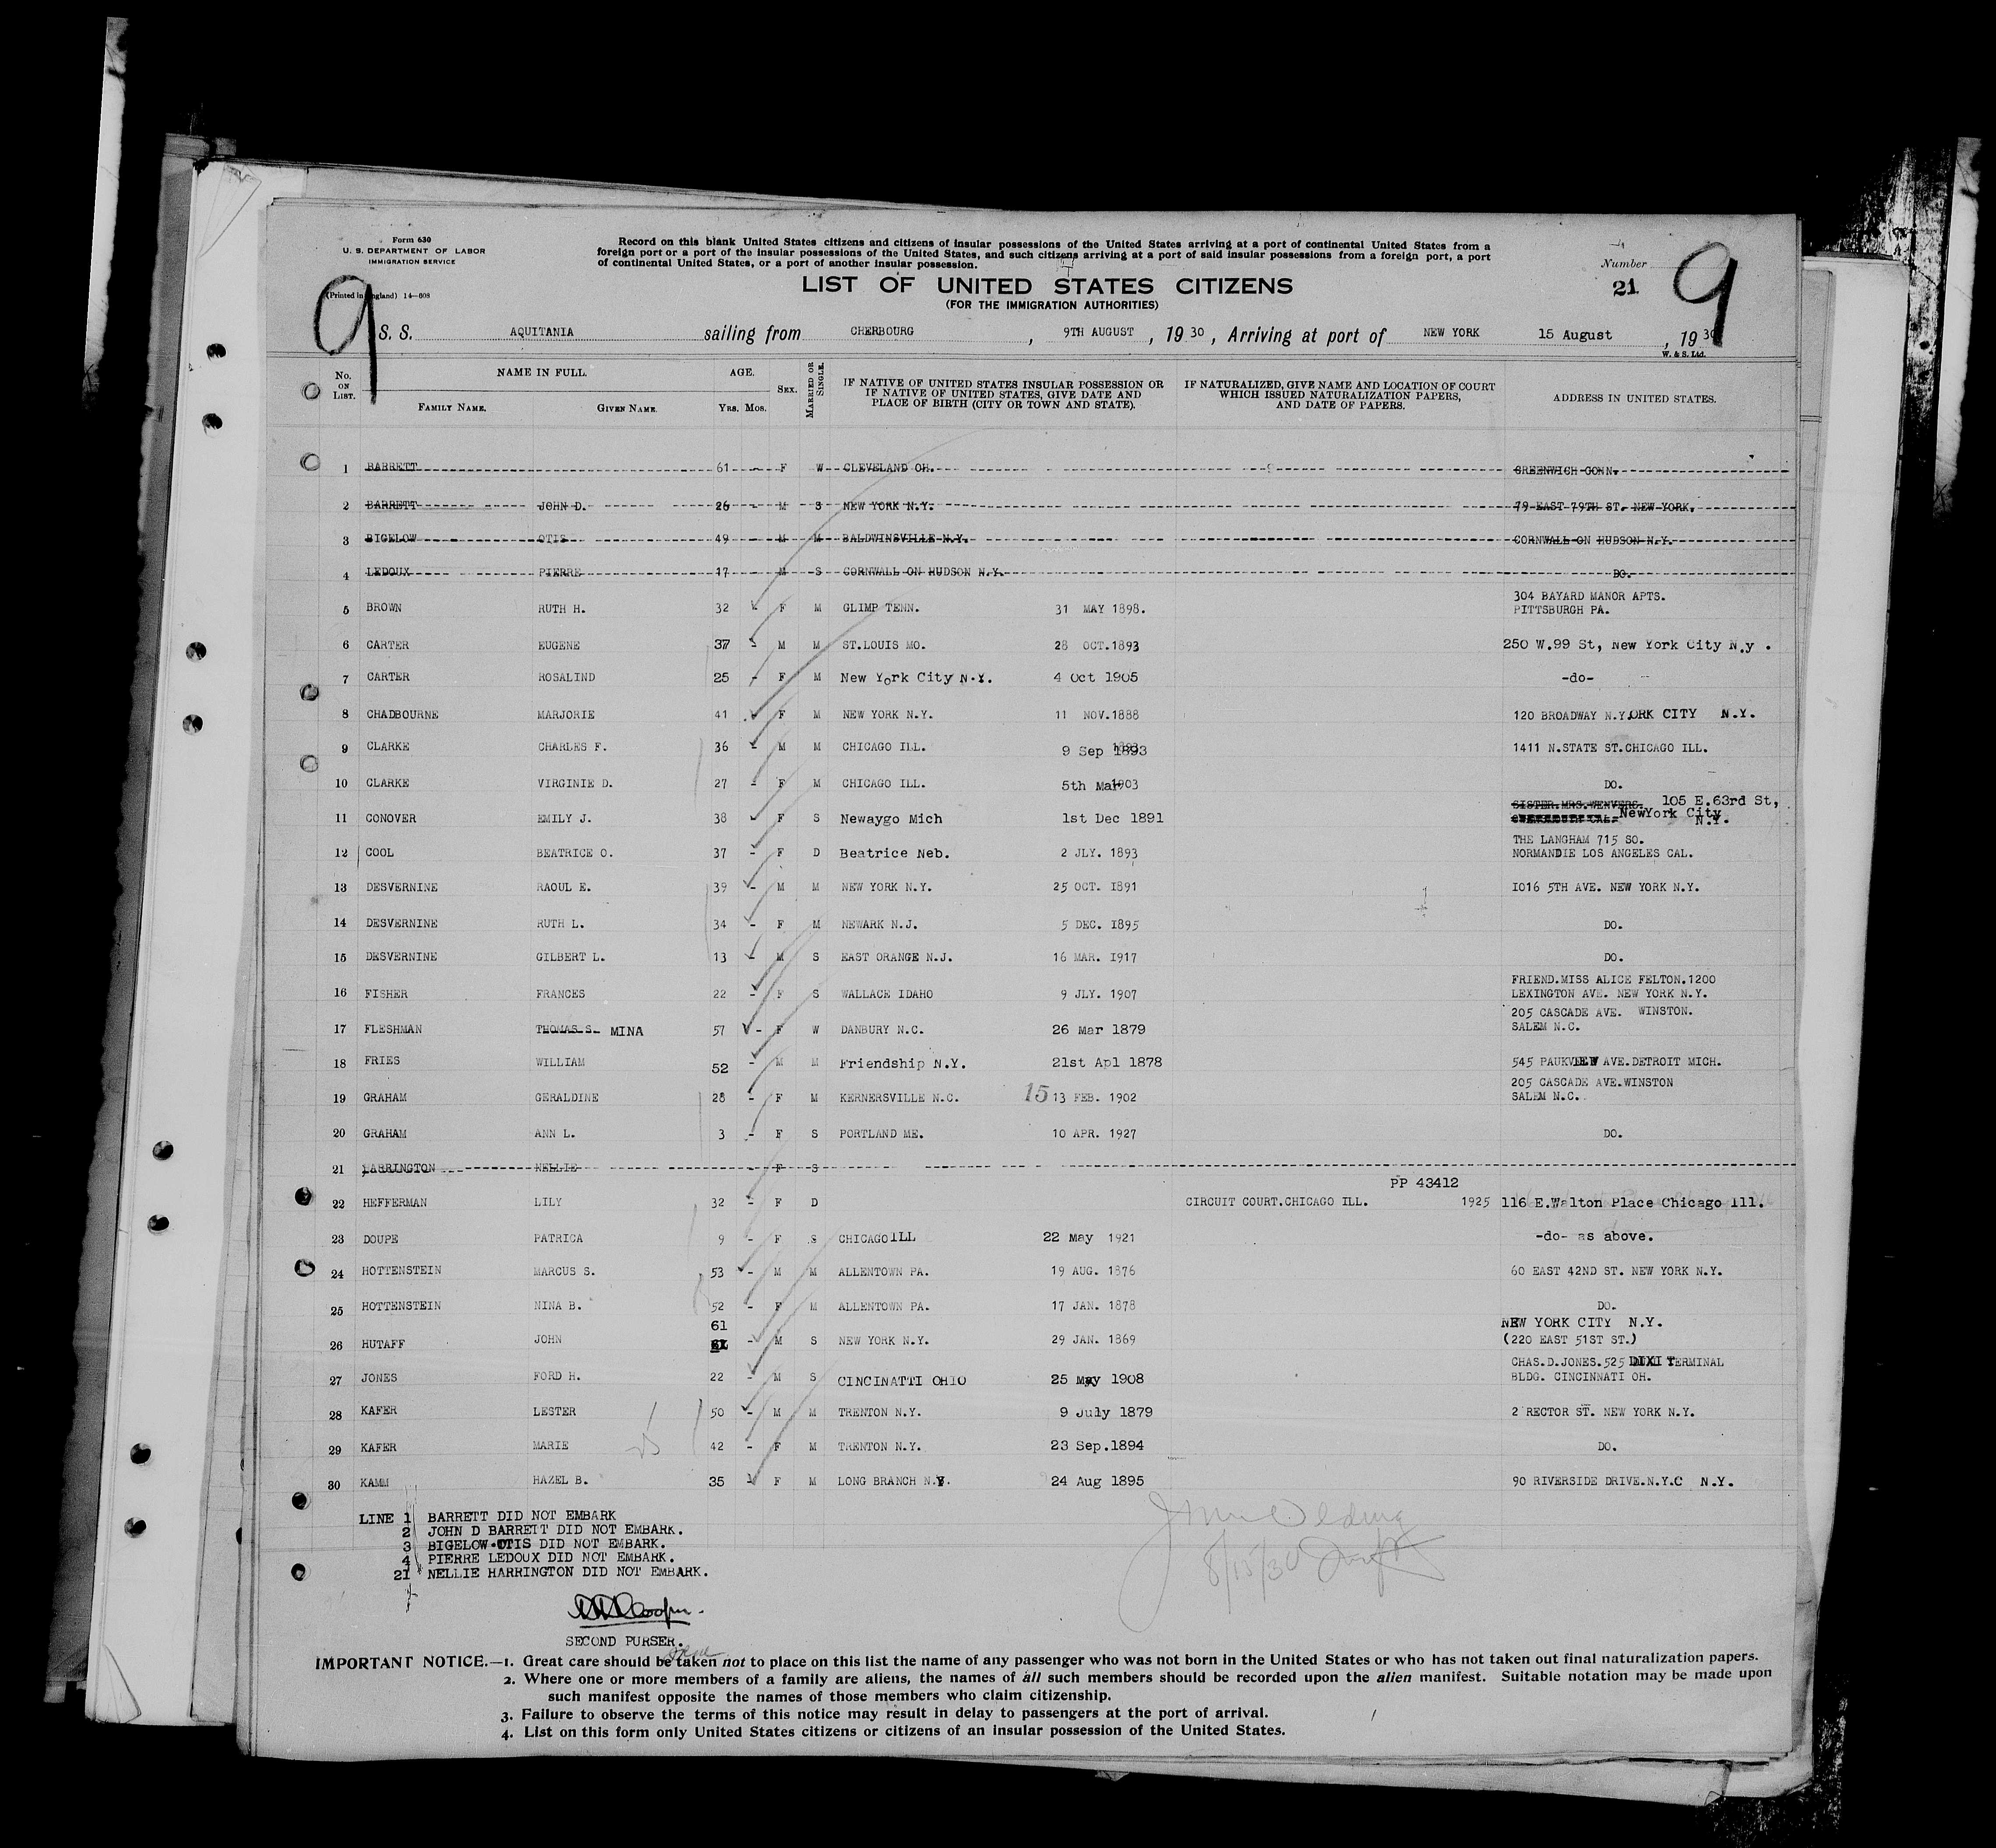 Form 630
U. S. DEPARTMENT OF LABOR
IMMIGRATION SERVICE
(Printed in England) 14—608
Record on this blank United States citizens and citizens of insular possessions of the United States arriving at a port of continental United States from a
foreign port or a port of the insular possessions of the United States, and such citizens arriving at a port of said insular possessions from a foreign port, a port
of continental United States, or a port of another insular possession.
Number
21
9
9
LIST OF UNITED STATES CITIZENS
(FOR THE IMMIGRATION AUTHORITIES)
S. S. AQUITANIA sailing from CHERBOURG, 9TH AUGUST, 19 30, Arriving at port of NEW YORK 15 August, 19 30
W. & S. Ltd.
No. ON LIST. NAME IN FULL. FAMILY NAME. GIVEN NAME. AGE. Yrs. Mos. SEX. MARRIED OR SINGLE. IF NATIVE OF UNITED STATES INSULAR POSSESSION OR IF NATIVE OF UNITED STATES, GIVE DATE AND PLACE OF BIRTH (CITY OR TOWN AND STATE). IF NATURALIZED, GIVE NAME AND LOCATION OF COURT WHICH ISSUED NATURALIZATION PAPERS, AND DATE OF PAPERS. ADDRESS IN UNITED STATES.
1 BARRETT 61 - F W CLEVELAND OH. GREENWICH CONN.
2 BARRETT JOHN D. 26 - M S NEW YORK N.Y. 79 EAST 79TH ST. NEW YORK.
3 BIGELOW OTIS 49 - M M BALDWINSVILLE N.Y. CORNWALL ON HUDSON N.Y.
4 LEDOUX PIERRE 17 - M S CORNWALL ON HUDSON N.Y. DO.
5 BROWN RUTH H. 32 - F M GLIMP TENN. 31 MAY 1898. 304 BAYARD MANOR APTS.
PITTSBURGH PA.
6 CARTER EUGENE 37 - M M ST.LOUIS MO. 28 OCT.1893 250 W.99 St, New York City N.y .
7 CARTER ROSALIND 25 - F M New York City N.Y. 4 Oct 1905 -do-
8 CHADBOURNE MARJORIE 41 - F M NEW YORK N.Y. 11 NOV.1888 120 BROADWAY N.Y.ORK CITY N.Y.
9 CLARKE CHARLES F. 36 - M M CHICAGO ILL. 9 Sep 1893 1411 N.STATE ST.CHICAGO ILL.
10 CLARKE VIRGINIE D. 27 - F M CHICAGO ILL. 5th Mar 1903 DO.
11 CONOVER EMILY J. 38 - F S Newaygo Mich 1st Dec 1891 SISTER.MRS. 105 E.63rd St,
NewYork City N.Y.
12 COOL BEATRICE O. 37 - F D Beatrice Neb. 2 JLY. 1893 THE LANGHAM 715 SO.
NORMANDIE LOS ANGELES CAL.
13 DESVERNINE RAOUL E. 39 - M M NEW YORK N.Y. 25 OCT. 1891 1016 5TH AVE. NEW YORK N.Y.
14 DESVERNINE RUTH L. 34 - F M NEWARK N.J. 5 DEC. 1895 DO.
15 DESVERNINE GILBERT L. 13 - M S EAST ORANGE N.J. 16 MAR. 1917 DO.
16 FISHER FRANCES 22 - F S WALLACE IDAHO 9 JLY. 1907 FRIEND.MISS ALICE FELTON.1200
LEXINGTON AVE. NEW YORK N.Y.
17 FLESHMAN THOMAS S. MINA 57 - F W DANBURY N.C. 26 Mar 1879 205 CASCADE AVE. WINSTON.
SALEM N.C.
18 FRIES WILLIAM 52 - M M Friendship N.Y. 21st Apl 1878 545 PAUKVIEW AVE.DETROIT MICH.
19 GRAHAM GERALDINE 28 - F M KERNERSVILLE N.C. 15 13 FEB. 1902 205 CASCADE AVE.WINSTON
SALEM N.C.
20 GRAHAM ANN L. 3 - F S PORTLAND ME. 10 APR. 1927 DO.
21 HARRINGTON NELLIE - F S
22 HEFFERMAN LILY 32 - F D CIRCUIT COURT.CHICAGO ILL. PP 43412 1925 116 E.Walton Place Chicago Ill.
23 DOUPE PATRICA 9 - F S CHICAGO ILL 22 May 1921 -do- as above.
24 HOTTENSTEIN MARCUS S. 53 - M M ALLENTOWN PA. 19 AUG. 1876 60 EAST 42ND ST. NEW YORK N.Y.
25 HOTTENSTEIN NINA B. 52 - F M ALLENTOWN PA. 17 JAN. 1878 DO.
26 HUTAFF JOHN 61 - M S NEW YORK N.Y. 29 JAN. 1869 NEW YORK CITY N.Y.
(220 EAST 51ST ST.)
27 JONES FORD H. 22 - M S CINCINATTI OHIO 25 May 1908 CHAS.D.JONES.525 DIXI TERMINAL
BLDG. CINCINNATI OH.
28 KAFER LESTER 50 - M M TRENTON N.Y. 9 July 1879 2 RECTOR ST. NEW YORK N.Y.
29 KAFER MARIE 42 - F M TRENTON N.Y. 23 Sep.1894 DO.
30 KAMM HAZEL B. 35 F M LONG BRANCH N.Y. 24 Aug 1895 90 RIVERSIDE DRIVE.N.Y.C N.Y.
LINE 1 BARRETT DID NOT EMBARK
2 JOHN D BARRETT DID NOT EMBARK.
3 BIGELOW OTIS DID NOT EMBARK.
4 PIERRE LEDOUX DID NOT EMBARK.
21 NELLIE HARRINGTON DID NOT EMBARK.
8/15/30
Cooper
SECOND PURSER.
IMPORTANT NOTICE.—1. Great care should be taken not to place on this list the name of any passenger who was not born in the United States or who has not taken out final naturalization papers.
2. Where one or more members of a family are aliens, the names of all such members should be recorded upon the alien manifest. Suitable notation may be made upon
such manifest opposite the names of those members who claim citizenship.
3. Failure to observe the terms of this notice may result in delay to passengers at the port of arrival.
4. List on this form only United States citizens or citizens of an insular possession of the United States.